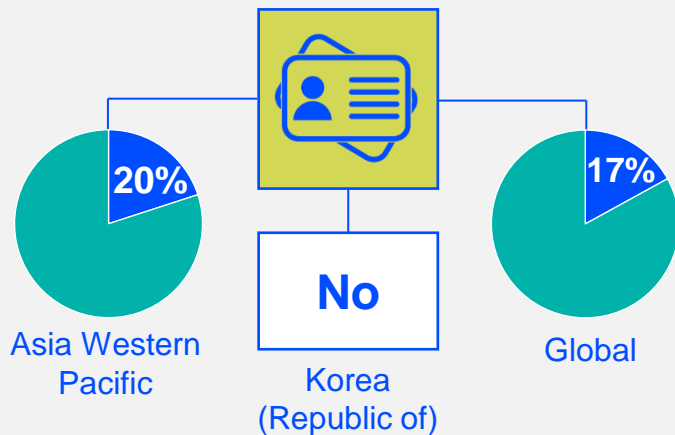 20%
17%
No
Asia Western
Pacific
Korea
(Republic of)
Global